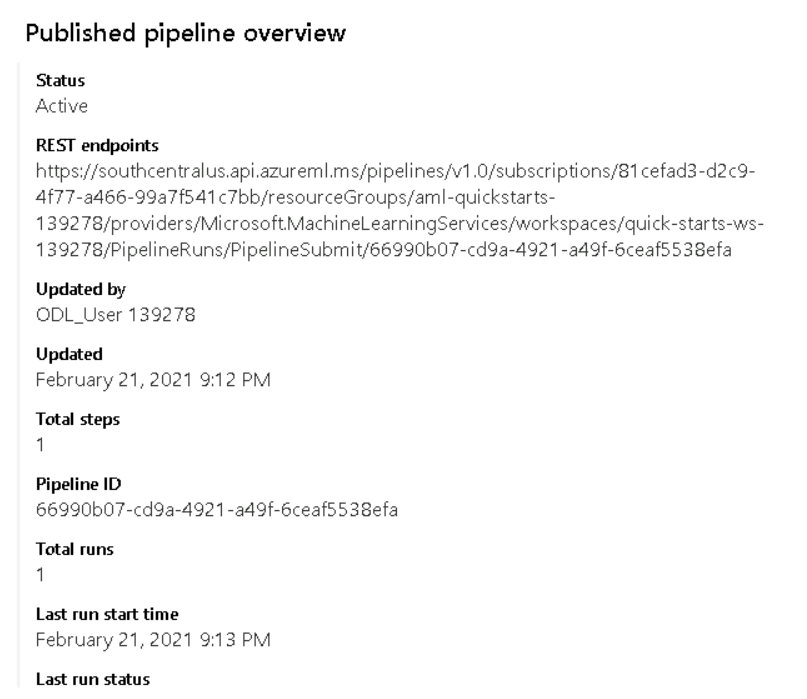 Published pipeline overview
Status
Active
REST endpoints
https://southcentralus.api.azureml.ms/pipelines/v1.0/subscriptions/81cefad3-d2c9-
4f77-a466-99a7f541c7bb/resourceGroups/aml-quickstarts-
139278/providers/Microsoft.MachineLearningServices/workspaces/quick-starts-ws-
139278/PipelineRuns/PipelineSubmit/66990b07-cd9a-4921-a49f-6ceaf5538efa
Updated by
ODL_User 139278
Updated
February 21, 2021 9:12 PM
Total steps
1
Pipeline ID
66990b07-cd9a-4921-a49f-6ceaf5538efa
Total runs
1
Last run start time
February 21, 2021 9:13 PM
Last run status